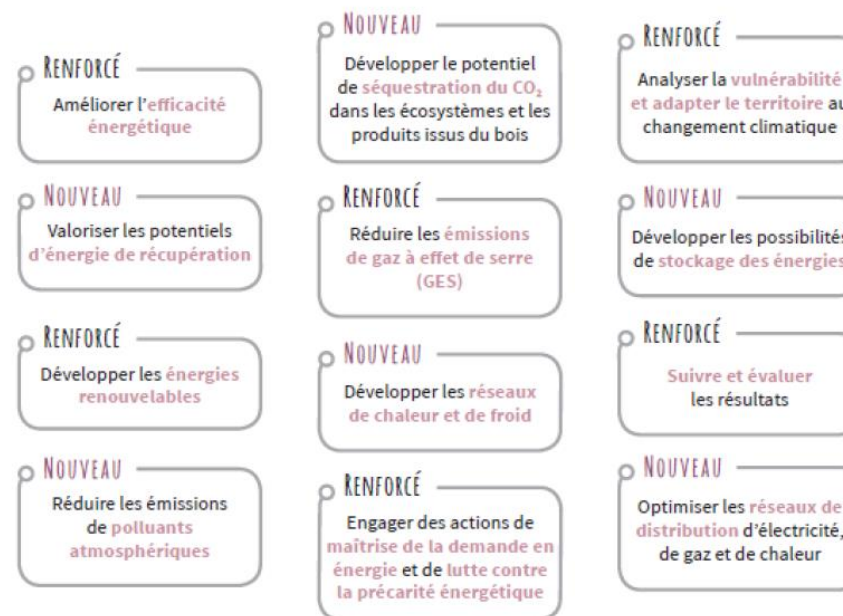 RENFORCÉ
Améliorer l'efficacité
énergétique
NOUVEAU
Valoriser les potentiels
d'énergie de récupération
RENFORCÉ
Développer les énergies
renouvelables
NOUVEAU
Réduire les émissions
de polluants
atmosphériques
NOUVEAU
Développer le potentiel
de séquestration du CO₂
dans les écosystèmes et les
produits issus du bois
RENFORCÉ
Réduire les émissions
de gaz à effet de serre
(GES)
NOUVEAU
Développer les réseaux
de chaleur et de froid
RENFORCÉ
Engager des actions de
maîtrise de la demande en
énergie et de lutte contre
la précarité énergétique
RENFORCÉ
Analyser la vulnérabilité
et adapter le territoire au
changement climatique
NOUVEAU
Développer les possibilités
de stockage des énergies
RENFORCÉ
Suivre et évaluer
les résultats
NOUVEAU
Optimiser les réseaux de
distribution d'électricité,
de gaz et de chaleur